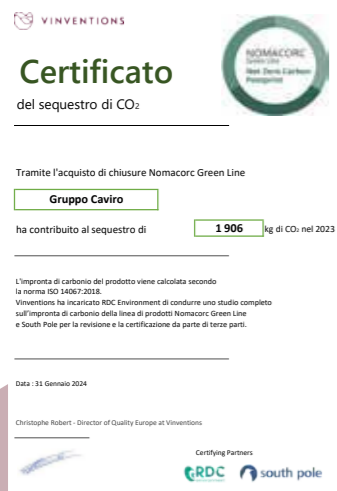 VINVENTIONS
NOMACORC
Green Line
Net Zero Carbon
Footprint
Certificato
del sequestro di CO₂
Tramite l'acquisto di chiusure Nomacorc Green Line
Gruppo Caviro
ha contribuito al sequestro di 1 906 kg di CO₂ nel 2023
L'impronta di carbonio del prodotto viene calcolata secondo
la norma ISO 14067:2018.
Vinventions ha incaricato RDC Environment di condurre uno studio completo
sull'impronta di carbonio della linea di prodotti Nomacorc Green Line
e South Pole per la revisione e la certificazione da parte di terze parti.
Data : 31 Gennaio 2024
Christophe Robert - Director of Quality Europe at Vinventions
Certifying Partners
RDC south pole